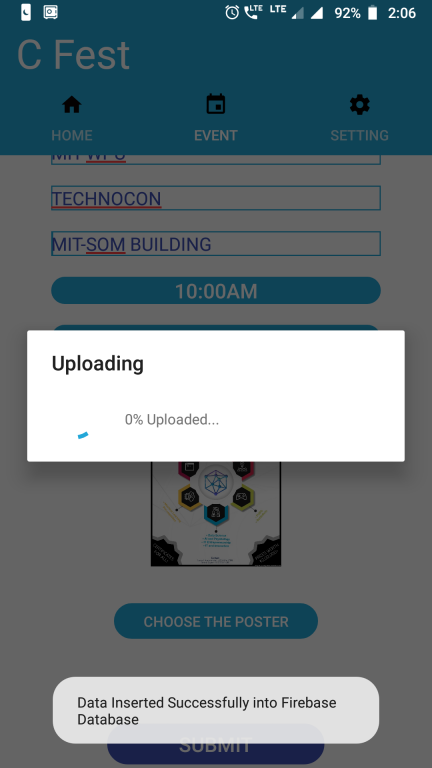 LTE LTE 92% 2:06
C Fest
HOME EVENT SETTING
MIT WPU
TECHNOCON
MIT-SOM BUILDING
10:00AM
Uploading
0% Uploaded...
CHOOSE THE POSTER
Data Inserted Successfully into Firebase
Database
SUBMIT